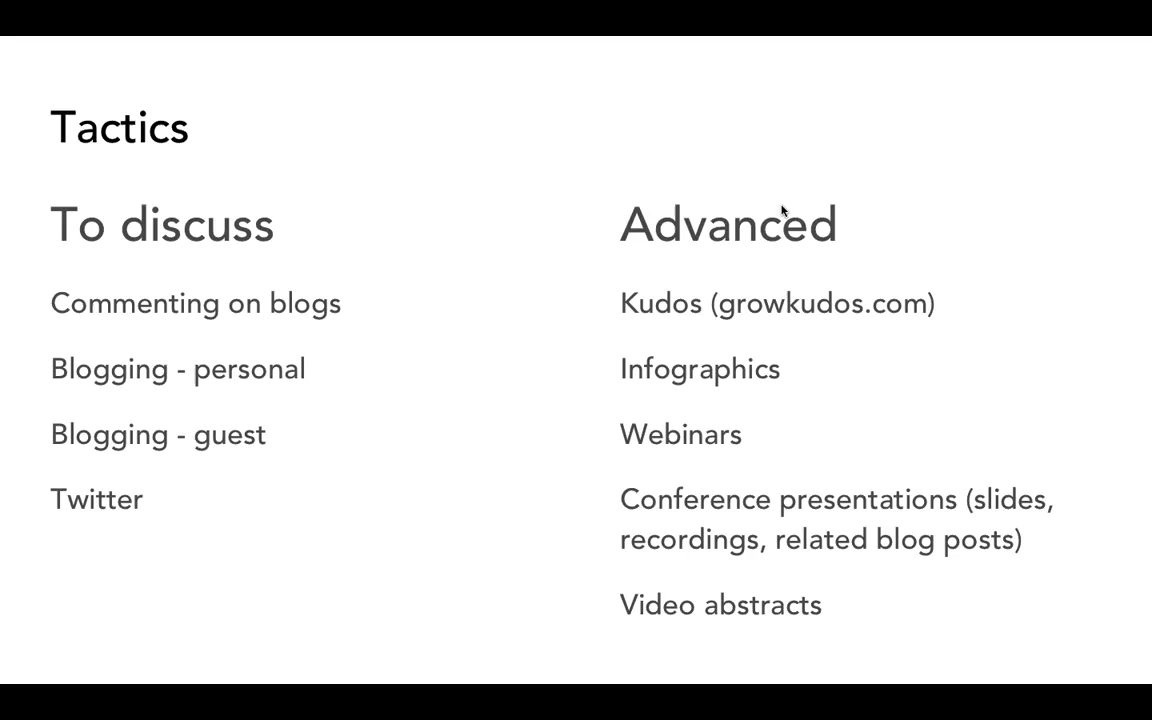 Tactics
To discuss
Commenting on blogs
Blogging - personal
Blogging - guest
Twitter
Advanced
Kudos (growkudos.com)
Infographics
Webinars
Conference presentations (slides,
recordings, related blog posts)
Video abstracts